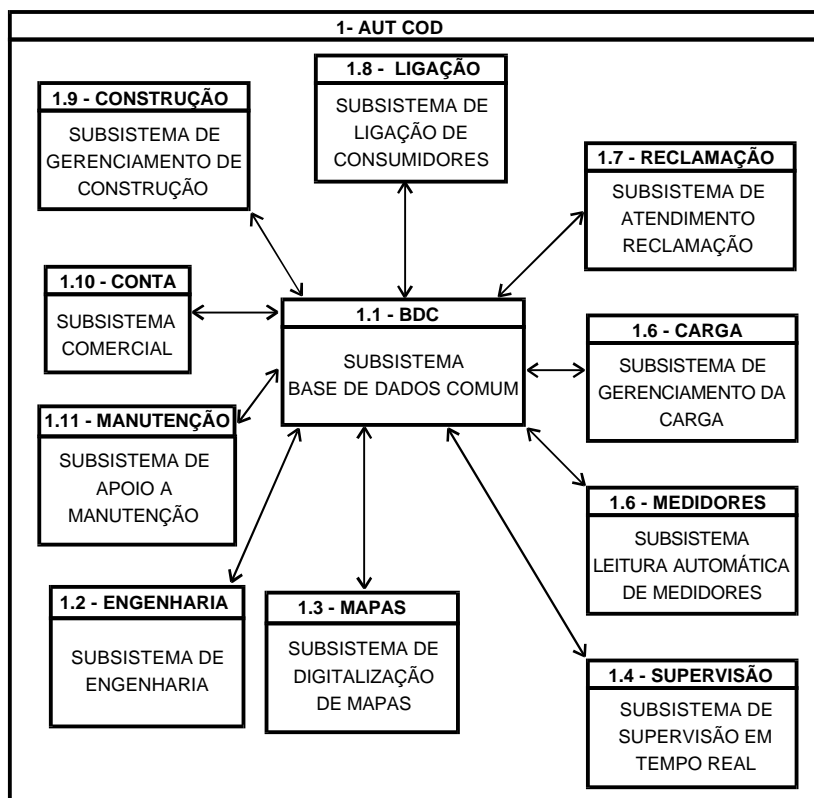 1- AUT COD
1.8 -  LIGAÇÃO
SUBSISTEMA DE
LIGAÇÃO DE
CONSUMIDORES
1.9 - CONSTRUÇÃO
SUBSISTEMA DE
GERENCIAMENTO DE
CONSTRUÇÃO
1.7 - RECLAMAÇÃO
SUBSISTEMA DE
ATENDIMENTO
RECLAMAÇÃO
1.10 - CONTA
SUBSISTEMA
COMERCIAL
1.1 - BDC
SUBSISTEMA
BASE DE DADOS COMUM
1.6 - CARGA
SUBSISTEMA DE
GERENCIAMENTO DA
CARGA
1.11 - MANUTENÇÃO
SUBSISTEMA DE
APOIO A
MANUTENÇÃO
1.6 - MEDIDORES
SUBSISTEMA
LEITURA AUTOMÁTICA
DE MEDIDORES
1.2 - ENGENHARIA
SUBSISTEMA DE
ENGENHARIA
1.3 - MAPAS
SUBSISTEMA DE
DIGITALIZAÇÃO
DE MAPAS
1.4 - SUPERVISÃO
SUBSISTEMA DE
SUPERVISÃO EM
TEMPO REAL